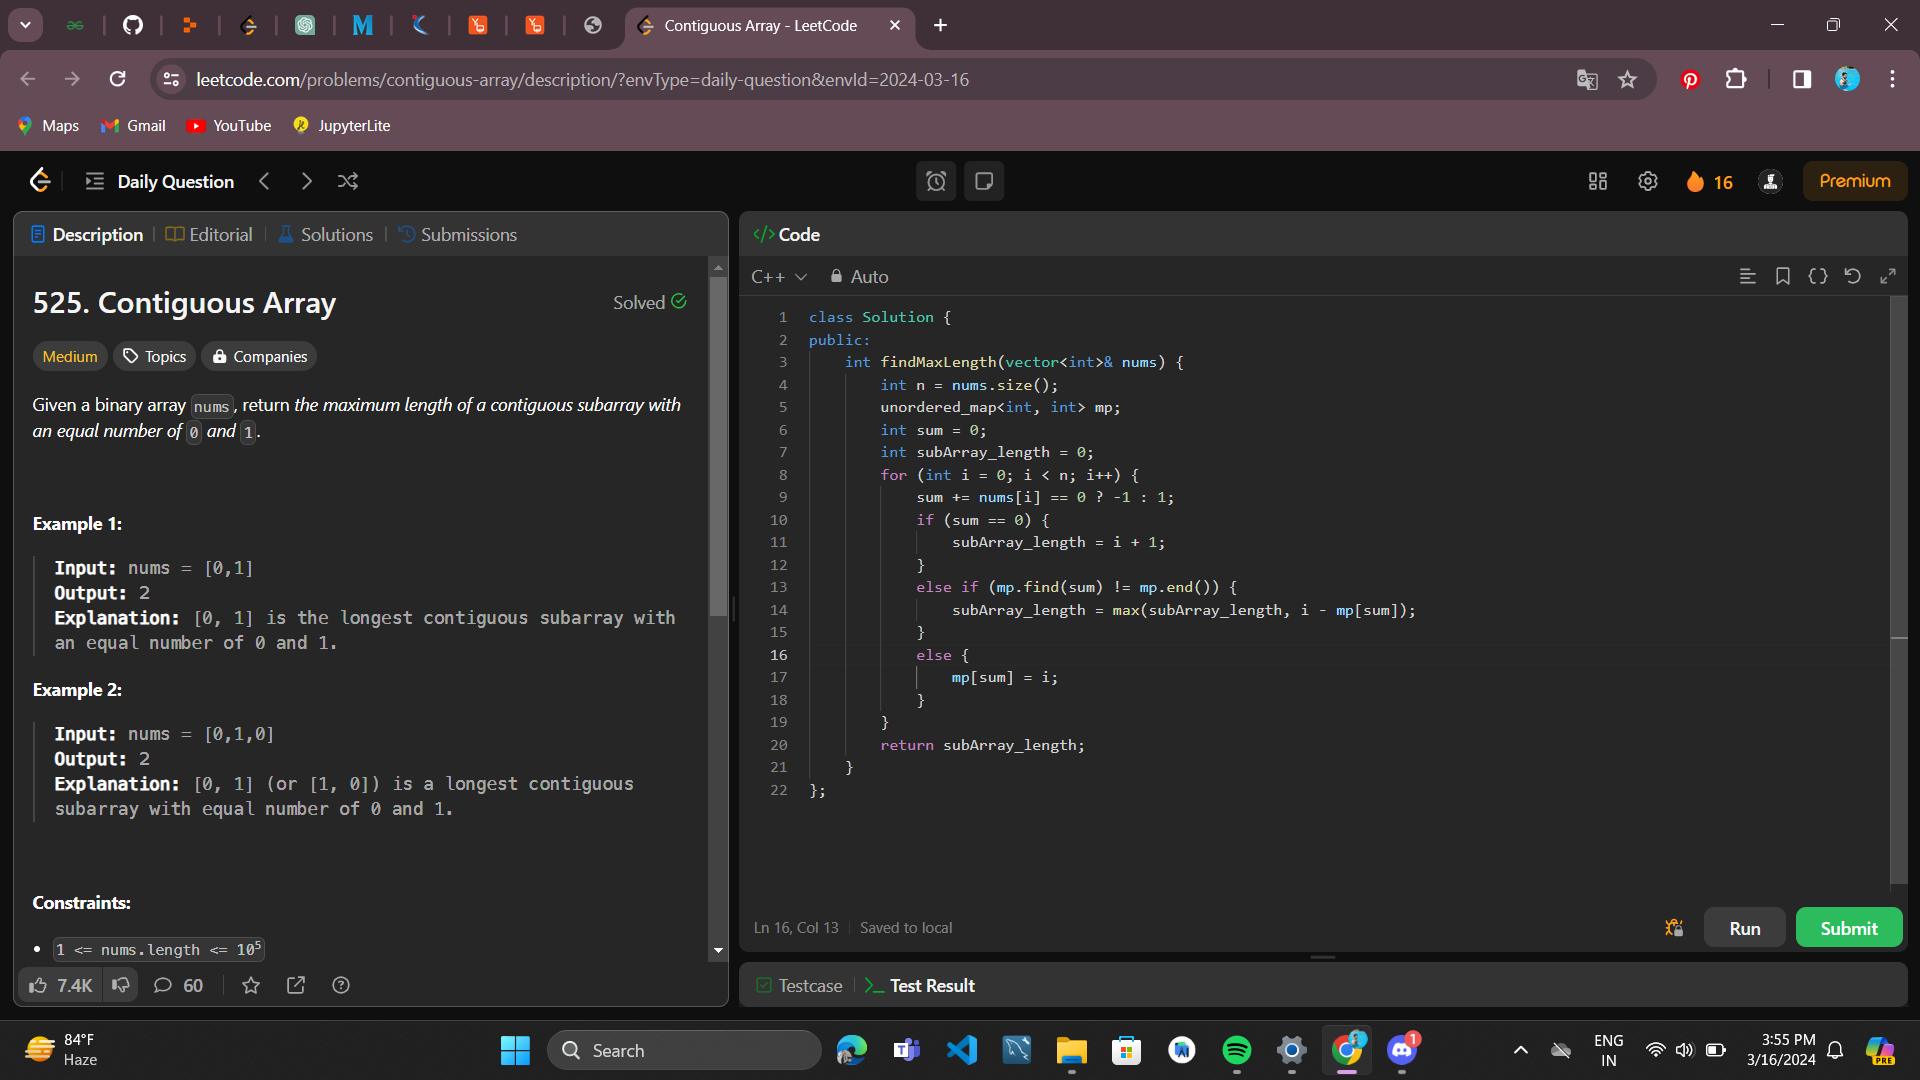 Contiguous Array - LeetCode
leetcode.com/problems/contiguous-array/description/?envType=daily-question&envId=2024-03-16
Maps Gmail YouTube JupyterLite
Daily Question
16
Premium
Description Editorial Solutions Submissions
525. Contiguous Array
Solved
Medium Topics Companies
Given a binary array nums, return the maximum length of a contiguous subarray with
an equal number of 0 and 1.
Example 1:
Input: nums = [0,1]
Output: 2
Explanation: [0, 1] is the longest contiguous subarray with
an equal number of 0 and 1.
Example 2:
Input: nums = [0,1,0]
Output: 2
Explanation: [0, 1] (or [1, 0]) is a longest contiguous
subarray with equal number of 0 and 1.
Constraints:
• 1 <= nums.length <= 10⁵
7.4K 60
</> Code
C++ Auto
1 class Solution {
2 public:
3 int findMaxLength(vector<int>& nums) {
4 int n = nums.size();
5 unordered_map<int, int> mp;
6 int sum = 0;
7 int subArray_length = 0;
8 for (int i = 0; i < n; i++) {
9 sum += nums[i] == 0 ? -1 : 1;
10 if (sum == 0) {
11 subArray_length = i + 1;
12 }
13 else if (mp.find(sum) != mp.end()) {
14 subArray_length = max(subArray_length, i - mp[sum]);
15 }
16 else {
17 mp[sum] = i;
18 }
19 }
20 return subArray_length;
21 }
22 };
Ln 16, Col 13 Saved to local
Run Submit
Testcase >_ Test Result
84°F
Haze
Search
1
ENG
IN
3:55 PM
3/16/2024
PRE